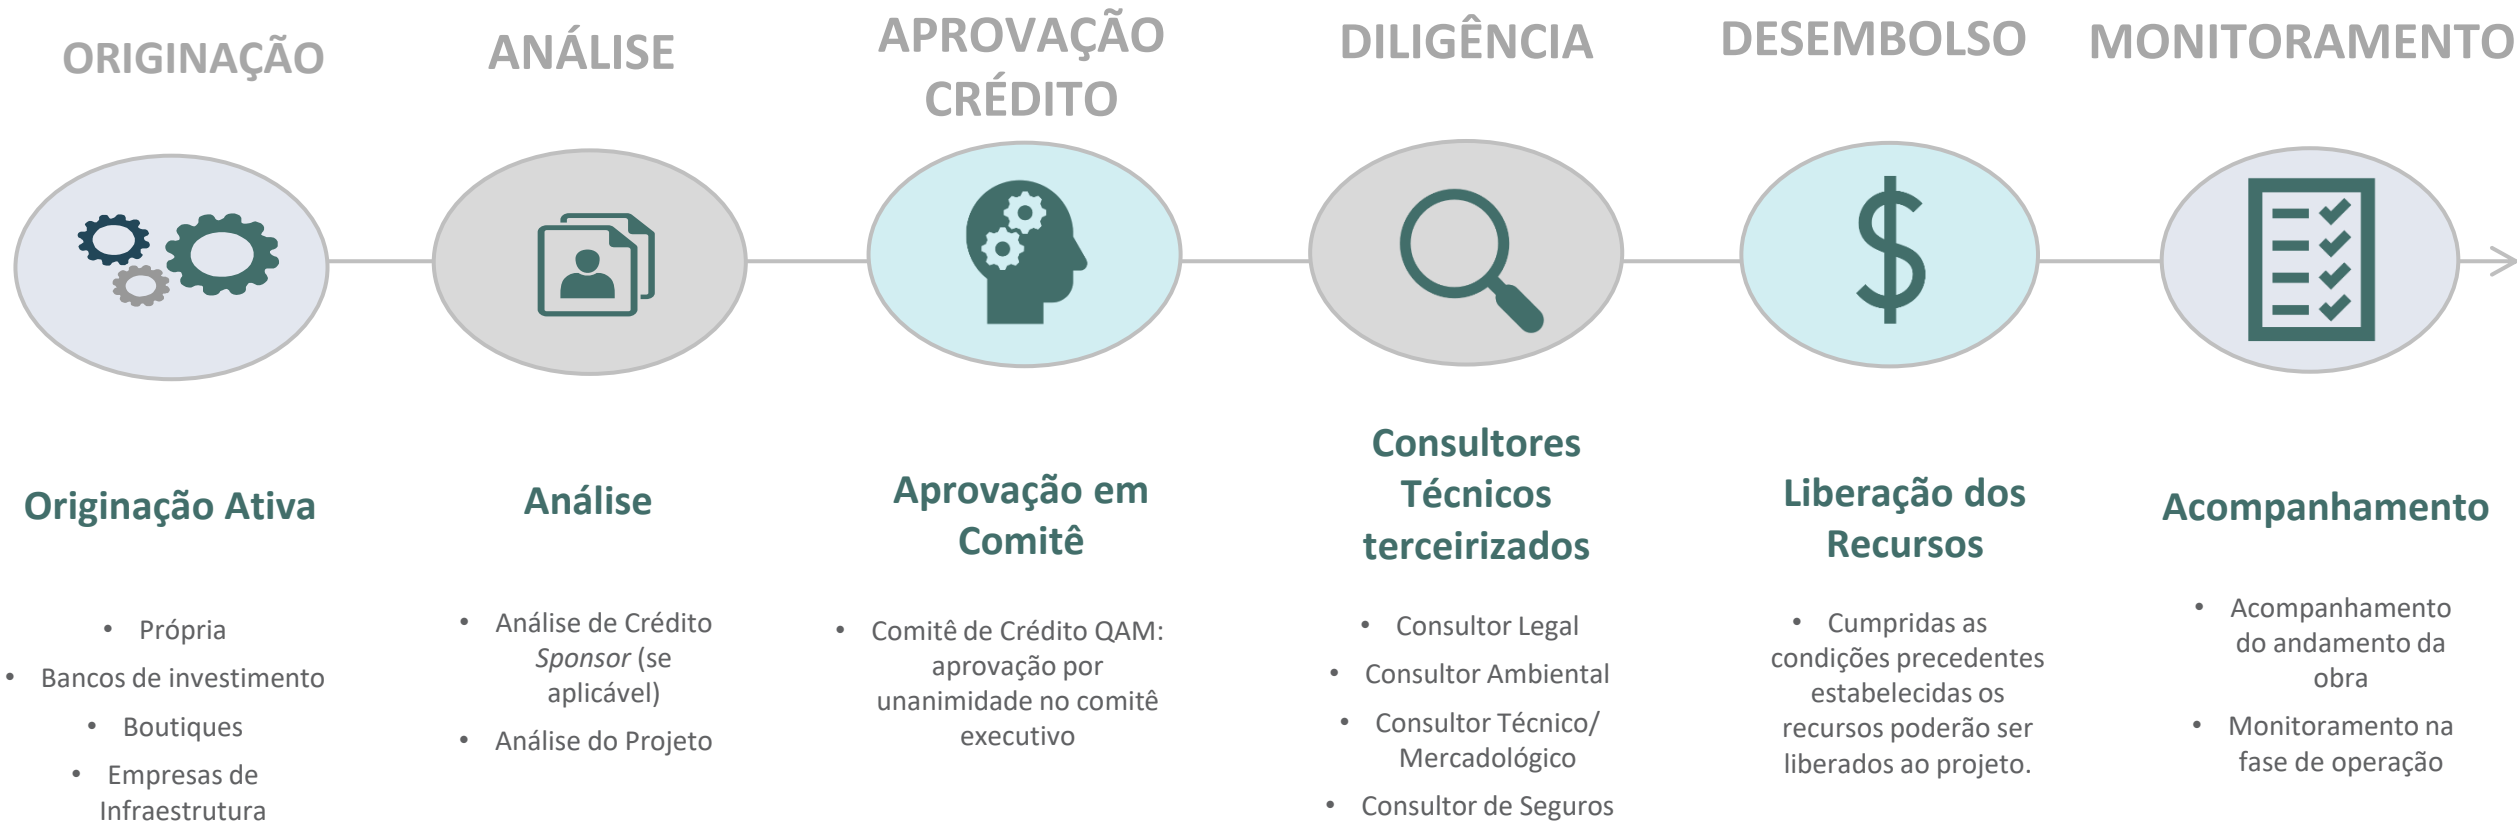 ORIGINAÇÃO
ANÁLISE
APROVAÇÃO
CRÉDITO
DILIGÊNCIA
DESEMBOLSO
MONITORAMENTO
Originação Ativa
• Própria
• Bancos de investimento
• Boutiques
• Empresas de
Infraestrutura
Análise
• Análise de Crédito
Sponsor (se
aplicável)
• Análise do Projeto
Aprovação em
Comitê
• Comitê de Crédito QAM:
aprovação por
unanimidade no comitê
executivo
Consultores
Técnicos
terceirizados
• Consultor Legal
• Consultor Ambiental
• Consultor Técnico/
Mercadológico
• Consultor de Seguros
Liberação dos
Recursos
• Cumpridas as
condições precedentes
estabelecidas os
recursos poderão ser
liberados ao projeto.
Acompanhamento
• Acompanhamento
do andamento da
obra
• Monitoramento na
fase de operação